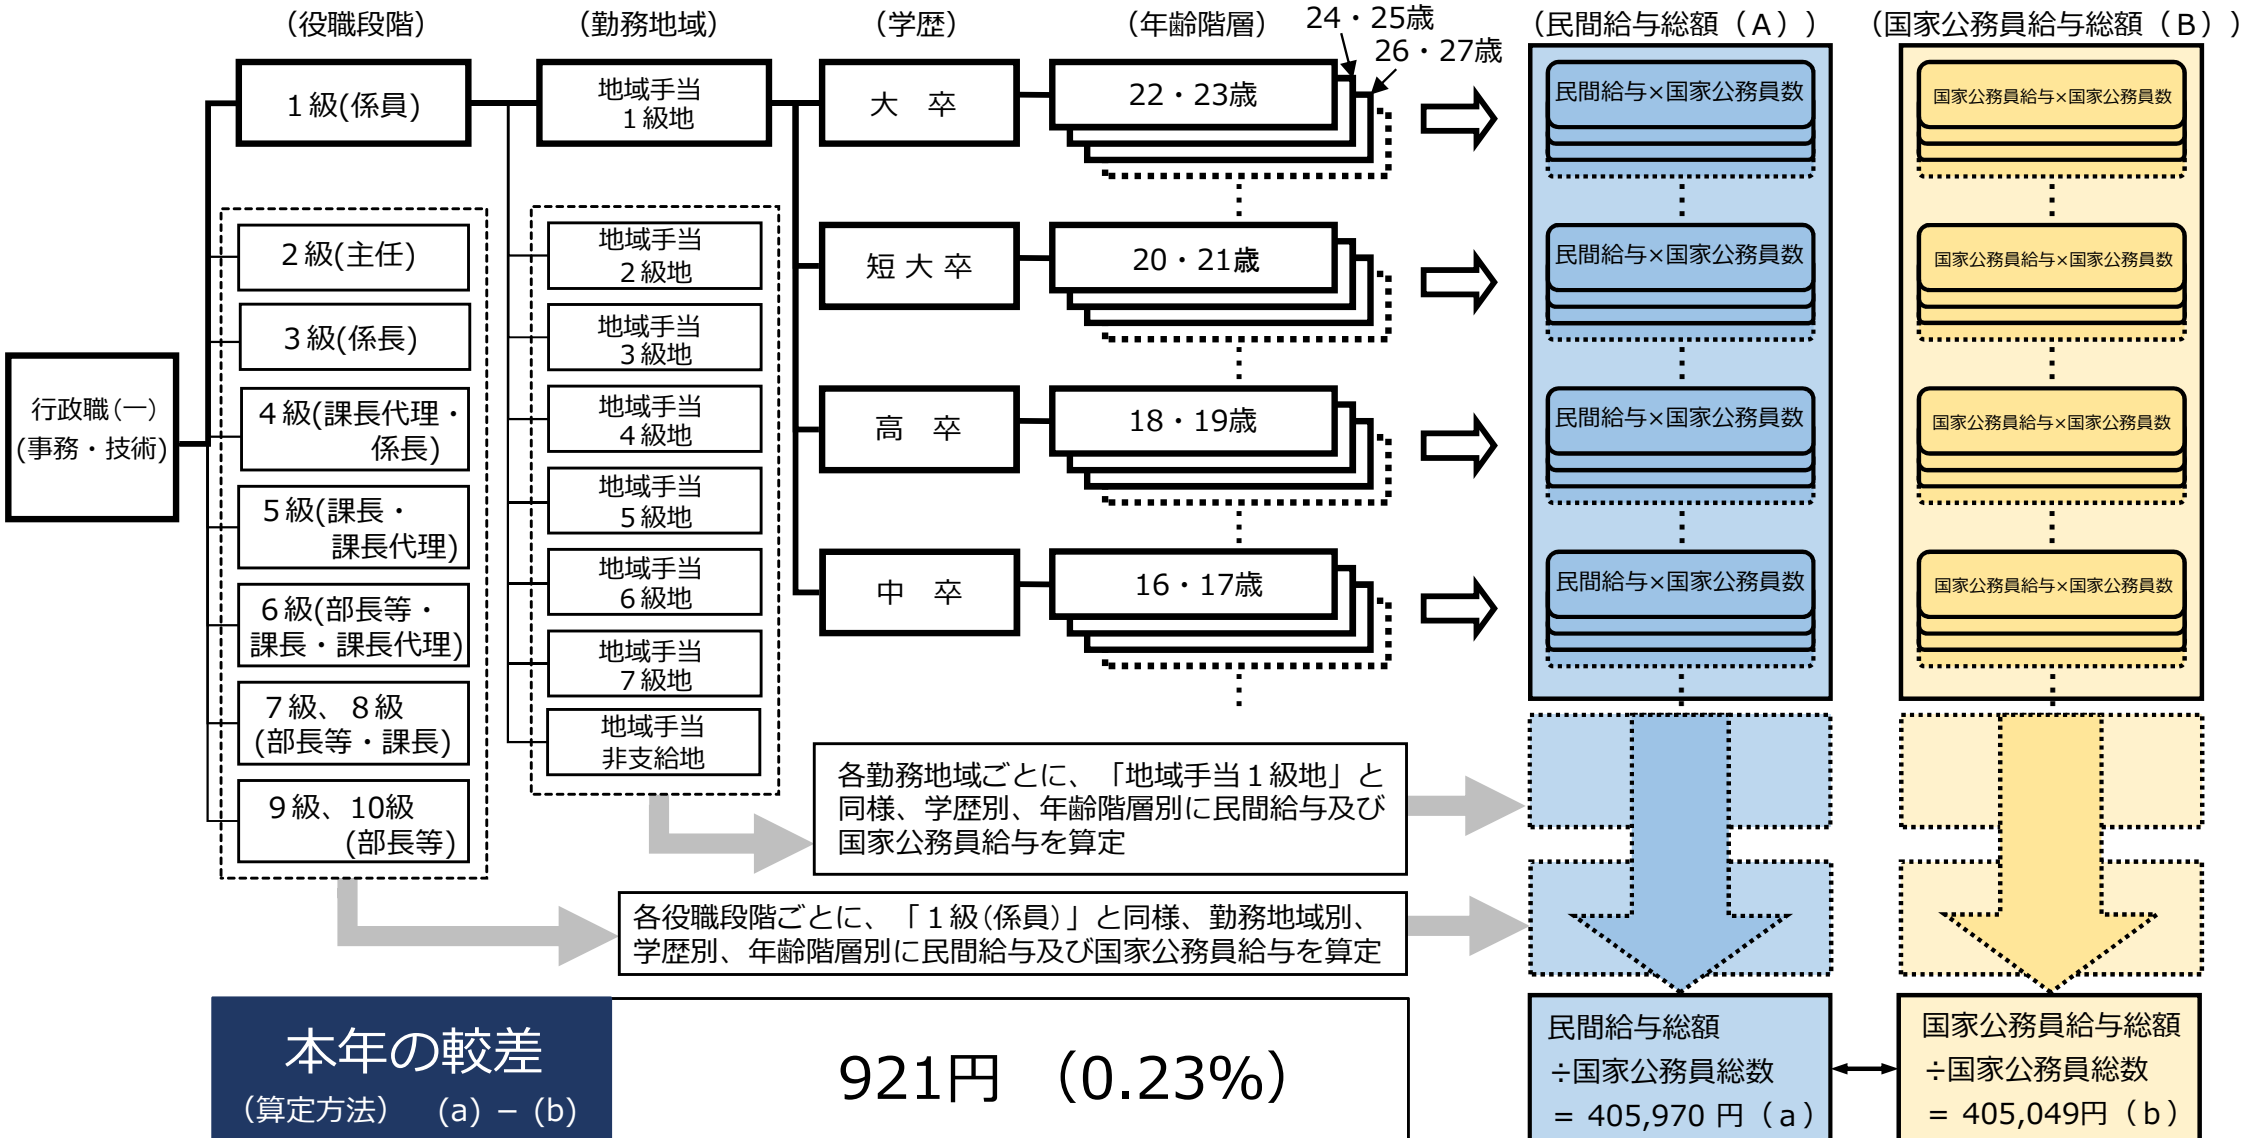 （役職段階）
（勤務地域）
（学歴）
（年齢階層）
24・25歳
26・27歳
（民間給与総額（Ａ））
（国家公務員給与総額（Ｂ））
１級(係員)
地域手当
１級地
大　卒
22・23歳
民間給与×国家公務員数
国家公務員給与×国家公務員数
２級(主任)
地域手当
２級地
短 大 卒
20・21歳
民間給与×国家公務員数
国家公務員給与×国家公務員数
３級(係長)
地域手当
３級地
行政職(一)
(事務・技術)
４級(課長代理・
係長)
地域手当
４級地
高　卒
18・19歳
民間給与×国家公務員数
国家公務員給与×国家公務員数
５級(課長・
課長代理)
地域手当
５級地
６級(部長等・
課長・課長代理)
地域手当
６級地
中　卒
16・17歳
民間給与×国家公務員数
国家公務員給与×国家公務員数
７級、８級
(部長等・課長)
地域手当
７級地
９級、10級
(部長等)
地域手当
非支給地
各勤務地域ごとに、「地域手当１級地」と
同様、学歴別、年齢階層別に民間給与及び
国家公務員給与を算定
各役職段階ごとに、「１級(係員)」と同様、勤務地域別、
学歴別、年齢階層別に民間給与及び国家公務員給与を算定
本年の較差
（算定方法）　(a) − (b)
921円　（0.23%）
民間給与総額
÷国家公務員総数
= 405,970 円（a）
国家公務員給与総額
÷国家公務員総数
= 405,049円（b）